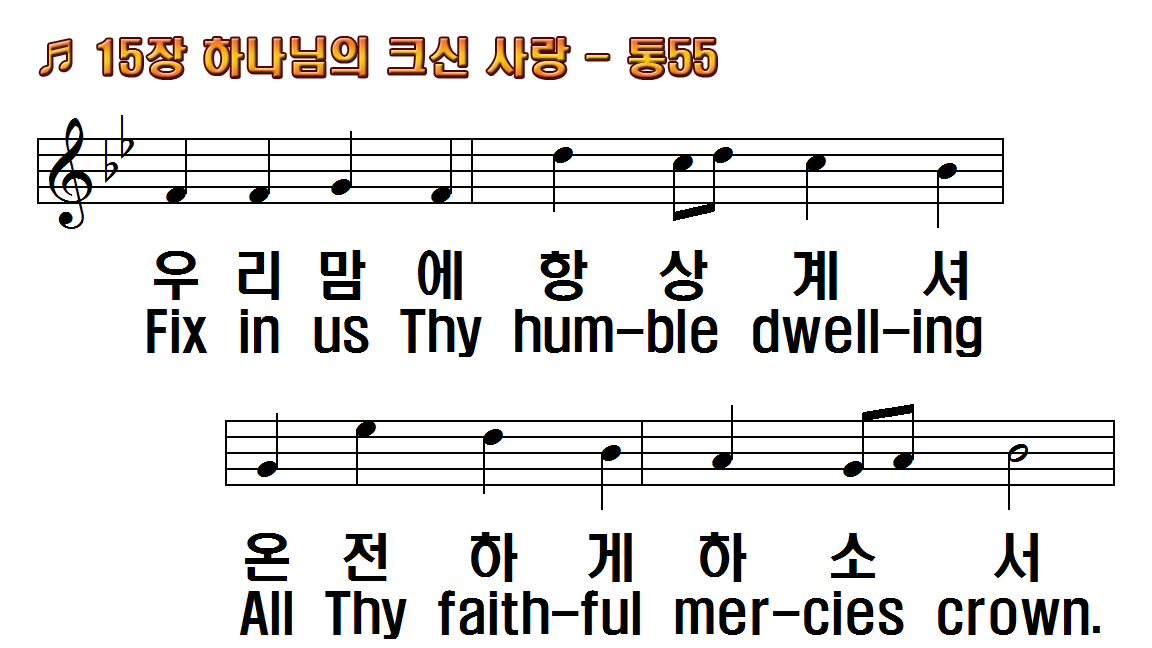 ♬ 15장 하나님의 크신 사랑 - 통55
우 리 맘 에 항 상 계 셔
Fix in us Thy hum-ble dwell-ing
온 전 하 게 하 소 서
All Thy faith-ful mer-cies crown.